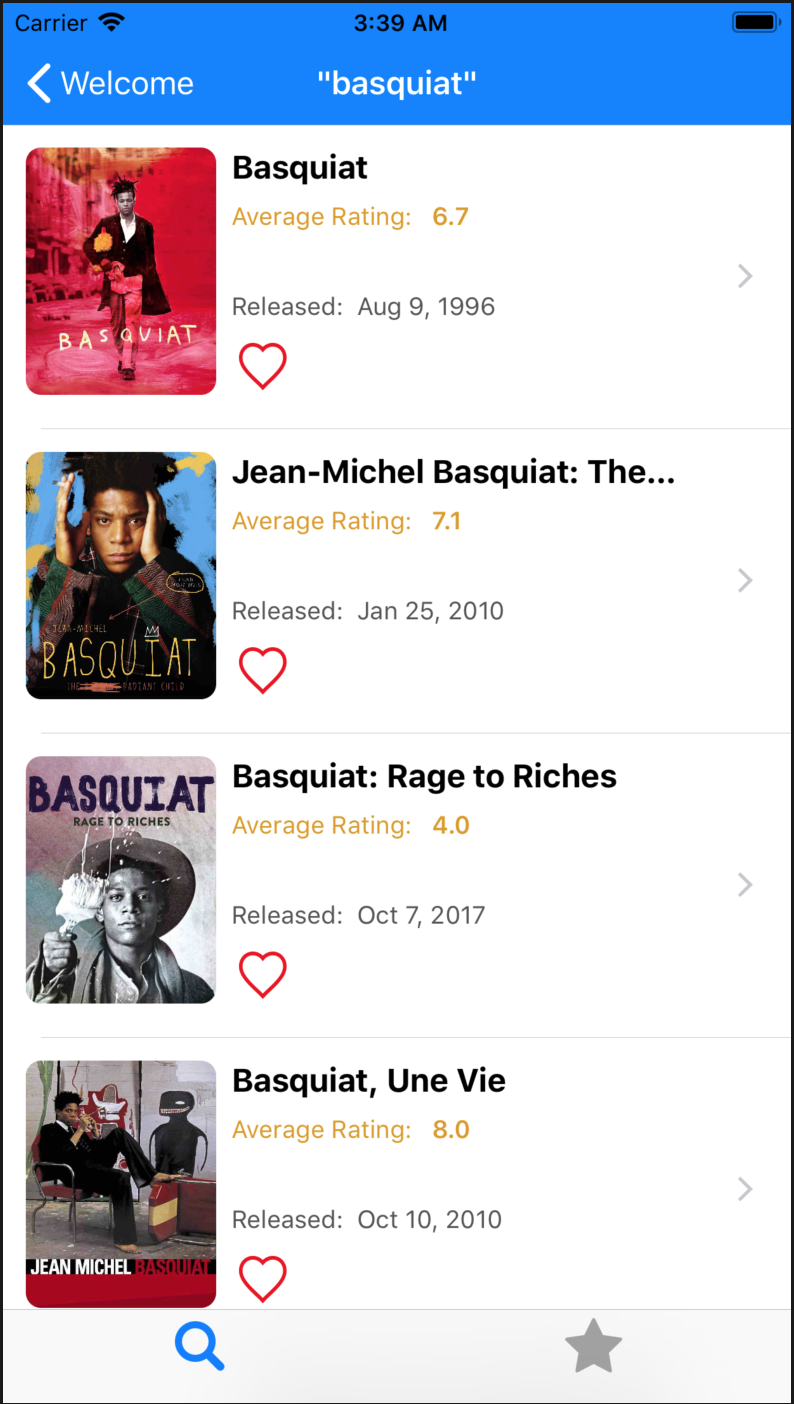 Carrier 3:39 AM
Welcome "basquiat"
Basquiat
Average Rating: 6.7
Released: Aug 9, 1996
BASQUIAT
Jean-Michel Basquiat: The...
Average Rating: 7.1
Released: Jan 25, 2010
JEAN-MICHEL
BASQUIAT
THE RADIANT CHILD
Basquiat: Rage to Riches
Average Rating: 4.0
Released: Oct 7, 2017
BASQUIAT
RAGE TO RICHES
Basquiat, Une Vie
Average Rating: 8.0
Released: Oct 10, 2010
JEAN MICHEL BASQUIAT